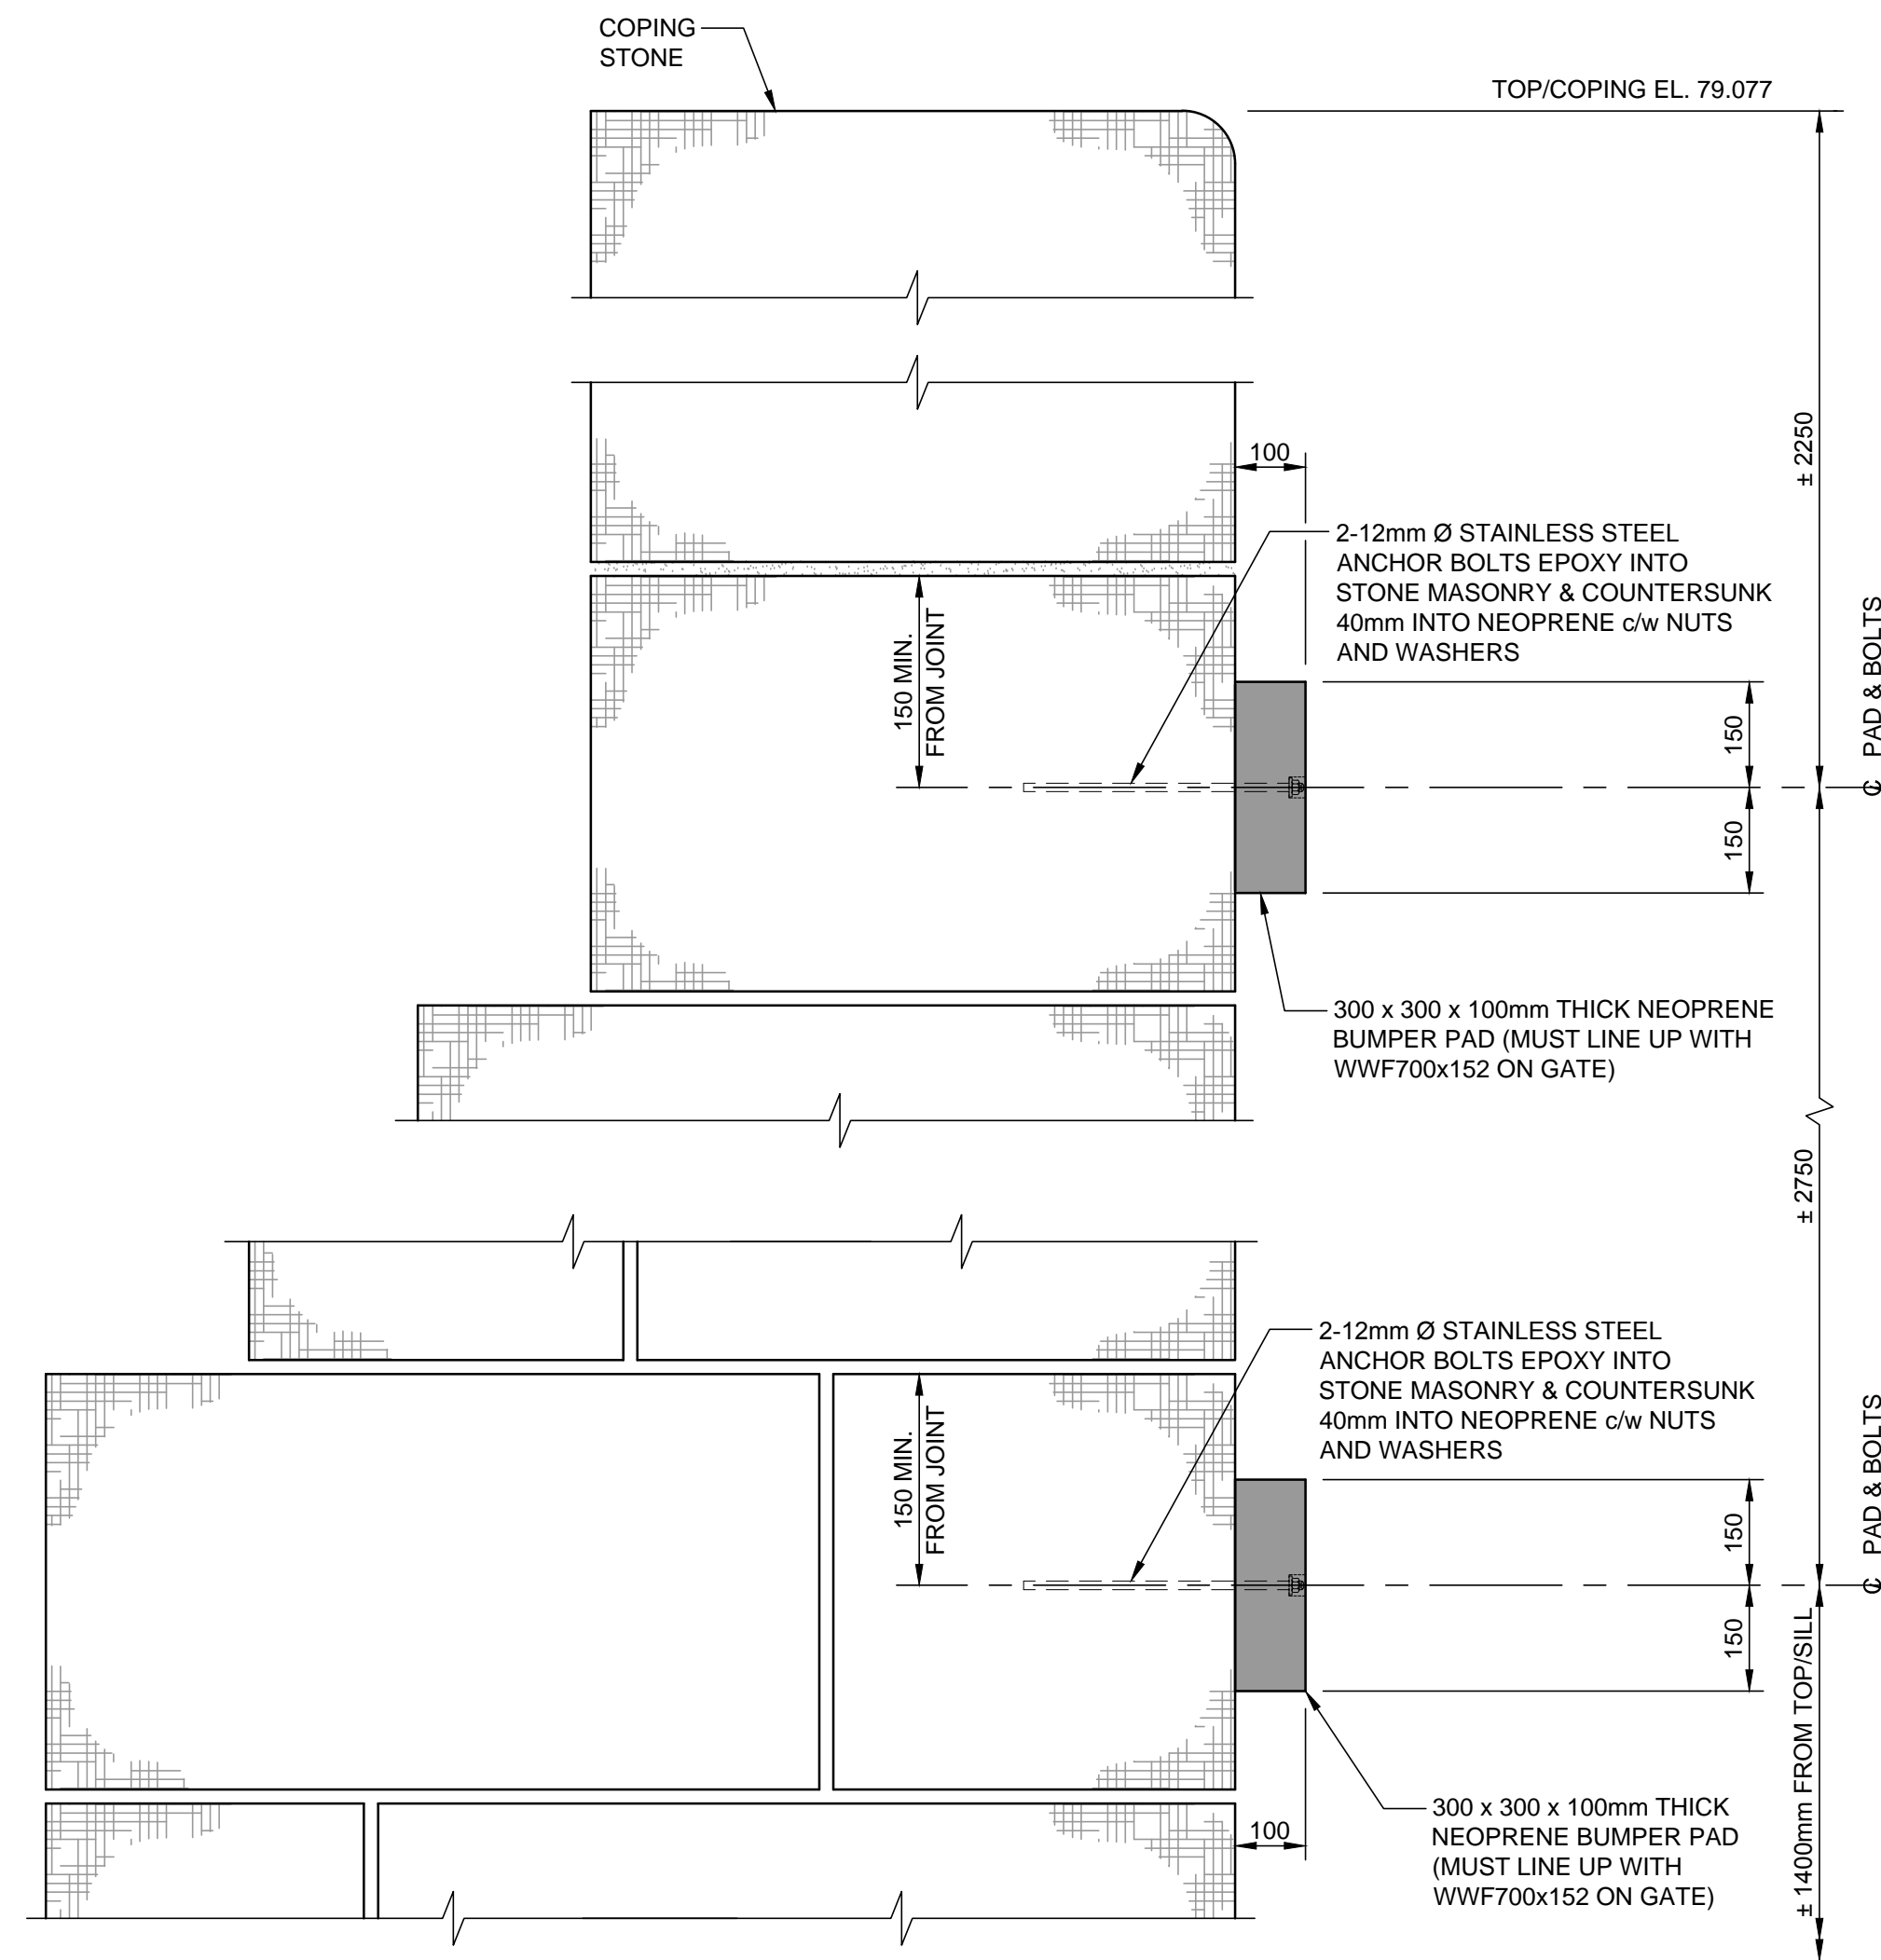 COPING
STONE
TOP/COPING EL. 79.077
± 2250
100
2-12mm Ø STAINLESS STEEL
ANCHOR BOLTS EPOXY INTO
STONE MASONRY & COUNTERSUNK
40mm INTO NEOPRENE c/w NUTS
AND WASHERS
150 MIN.
FROM JOINT
150
150
℄ PAD & BOLTS
300 x 300 x 100mm THICK NEOPRENE
BUMPER PAD (MUST LINE UP WITH
WWF700x152 ON GATE)
± 2750
2-12mm Ø STAINLESS STEEL
ANCHOR BOLTS EPOXY INTO
STONE MASONRY & COUNTERSUNK
40mm INTO NEOPRENE c/w NUTS
AND WASHERS
150 MIN.
FROM JOINT
150
150
℄ PAD & BOLTS
± 1400mm FROM TOP/SILL
100
300 x 300 x 100mm THICK
NEOPRENE BUMPER PAD
(MUST LINE UP WITH
WWF700x152 ON GATE)